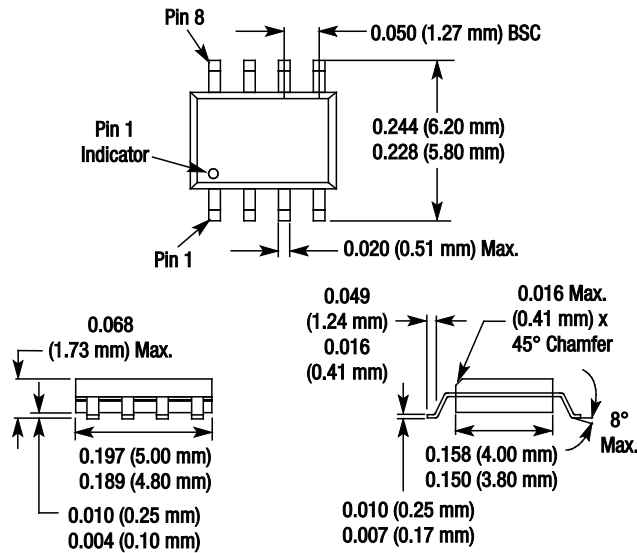 Pin 8
0.050 (1.27 mm) BSC
Pin 1
Indicator
0.244 (6.20 mm)
0.228 (5.80 mm)
Pin 1
0.020 (0.51 mm) Max.
0.068
(1.73 mm) Max.
0.197 (5.00 mm)
0.189 (4.80 mm)
0.010 (0.25 mm)
0.004 (0.10 mm)
0.049
(1.24 mm)
0.016
(0.41 mm)
0.016 Max.
(0.41 mm) x
45° Chamfer
8°
Max.
0.158 (4.00 mm)
0.150 (3.80 mm)
0.010 (0.25 mm)
0.007 (0.17 mm)